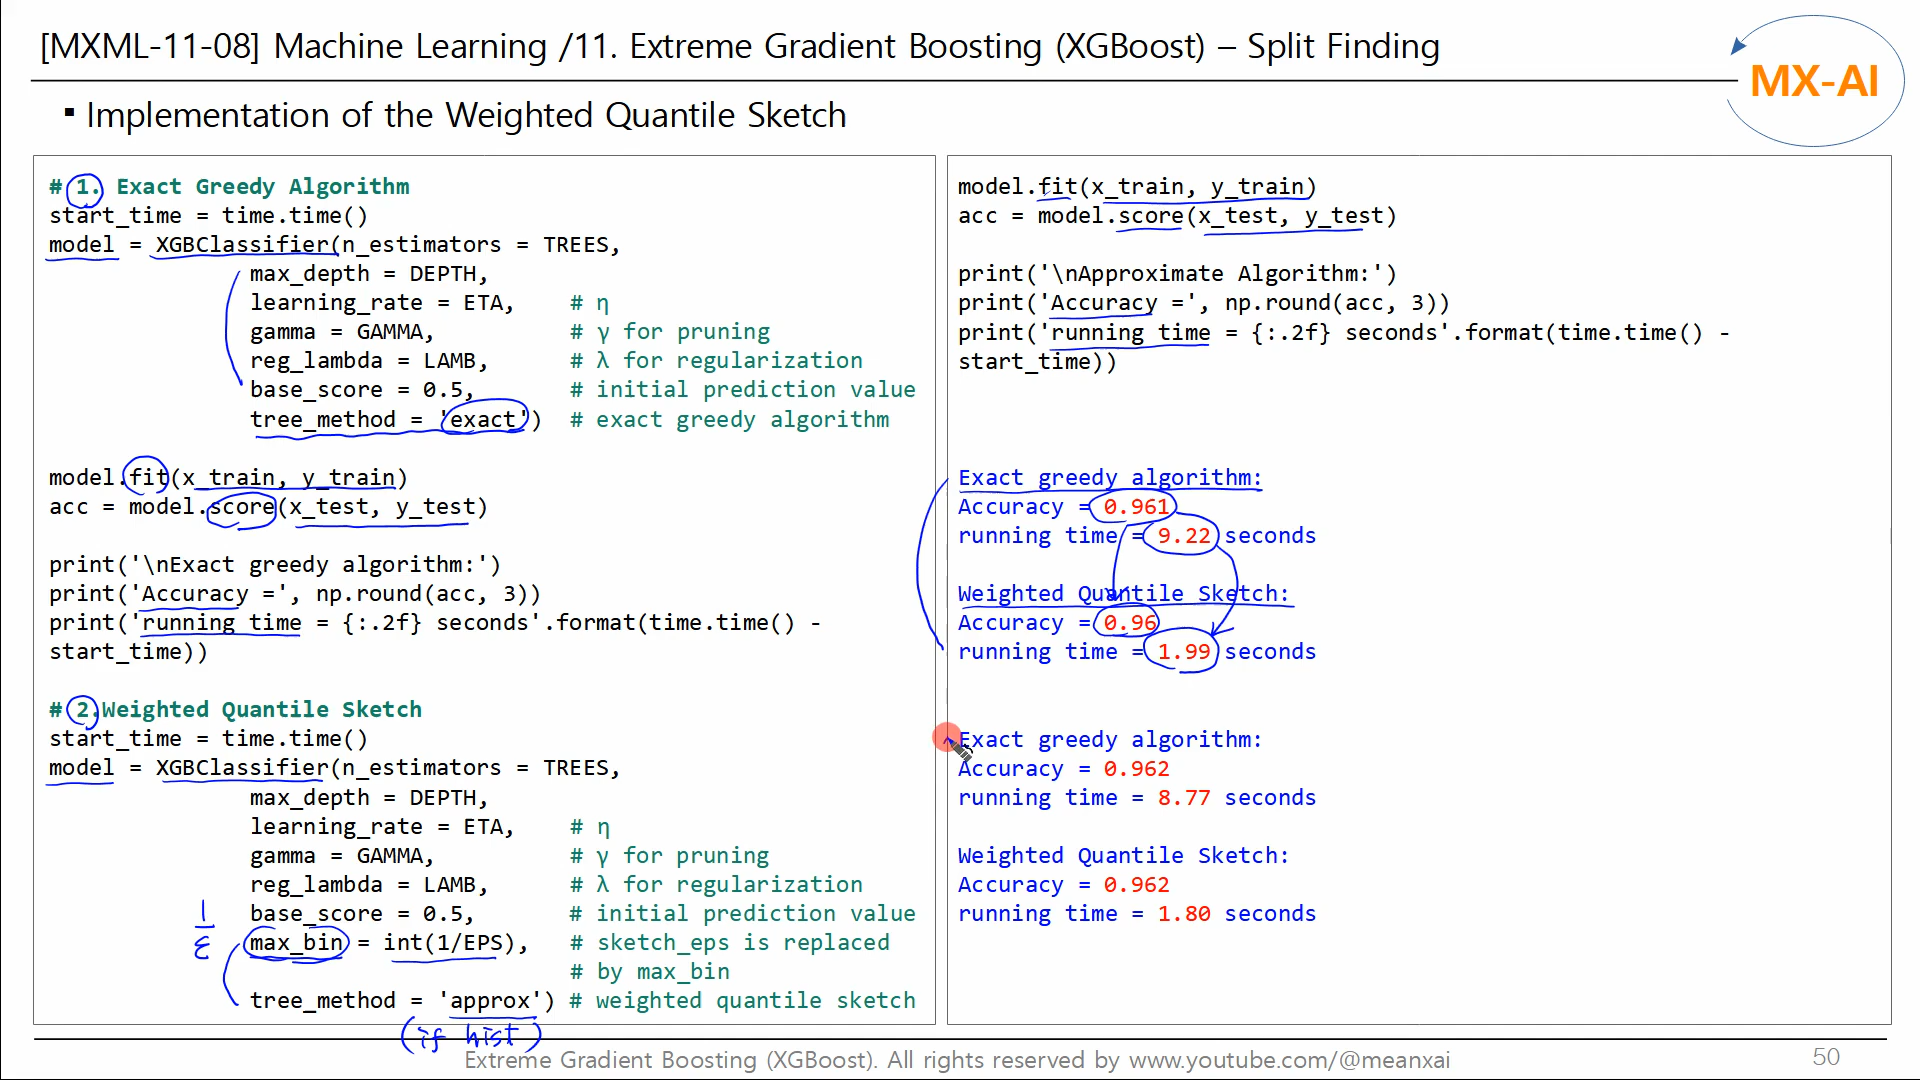 [MXML-11-08] Machine Learning /11. Extreme Gradient Boosting (XGBoost) – Split Finding
MX-AI
▪ Implementation of the Weighted Quantile Sketch
# 1. Exact Greedy Algorithm
start_time = time.time()
model = XGBClassifier(n_estimators = TREES,
max_depth = DEPTH,
learning_rate = ETA, # η
gamma = GAMMA, # γ for pruning
reg_lambda = LAMB, # λ for regularization
base_score = 0.5, # initial prediction value
tree_method = 'exact') # exact greedy algorithm
model.fit(x_train, y_train)
acc = model.score(x_test, y_test)
print('\nExact greedy algorithm:')
print('Accuracy =', np.round(acc, 3))
print('running time = {:.2f} seconds'.format(time.time() -
start_time))
# 2.Weighted Quantile Sketch
start_time = time.time()
model = XGBClassifier(n_estimators = TREES,
max_depth = DEPTH,
learning_rate = ETA, # η
gamma = GAMMA, # γ for pruning
reg_lambda = LAMB, # λ for regularization
base_score = 0.5, # initial prediction value
1
ε
max_bin = int(1/EPS), # sketch_eps is replaced
# by max_bin
tree_method = 'approx') # weighted quantile sketch
(if hist)
model.fit(x_train, y_train)
acc = model.score(x_test, y_test)
print('\nApproximate Algorithm:')
print('Accuracy =', np.round(acc, 3))
print('running time = {:.2f} seconds'.format(time.time() -
start_time))
Exact greedy algorithm:
Accuracy = 0.961
running time = 9.22 seconds
Weighted Quantile Sketch:
Accuracy = 0.96
running time = 1.99 seconds
Exact greedy algorithm:
Accuracy = 0.962
running time = 8.77 seconds
Weighted Quantile Sketch:
Accuracy = 0.962
running time = 1.80 seconds
Extreme Gradient Boosting (XGBoost). All rights reserved by www.youtube.com/@meanxai
50